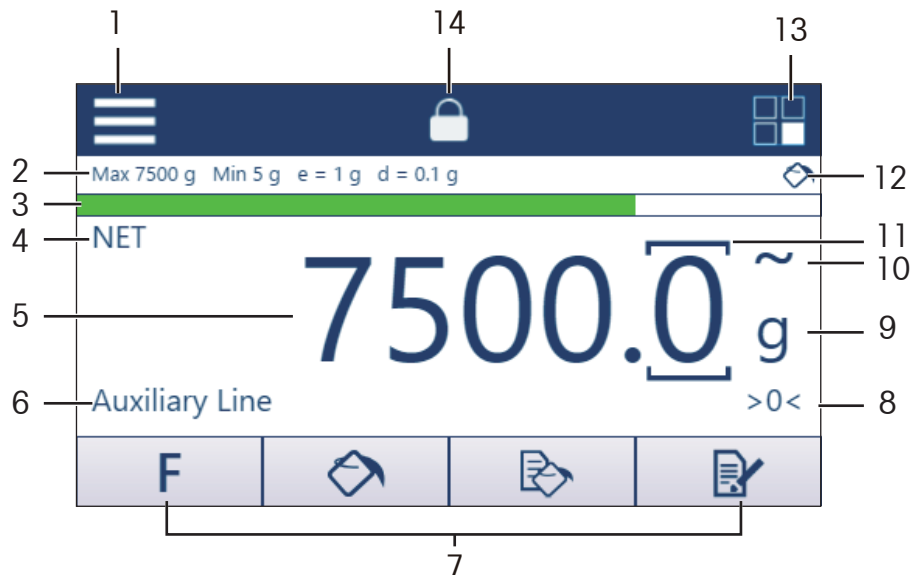 1 14 13
2 Max 7500 g Min 5 g e = 1 g d = 0.1 g 12
3
4 NET 11
~ 10
5 7500.0 g 9
6 Auxiliary Line >0< 8
F
7